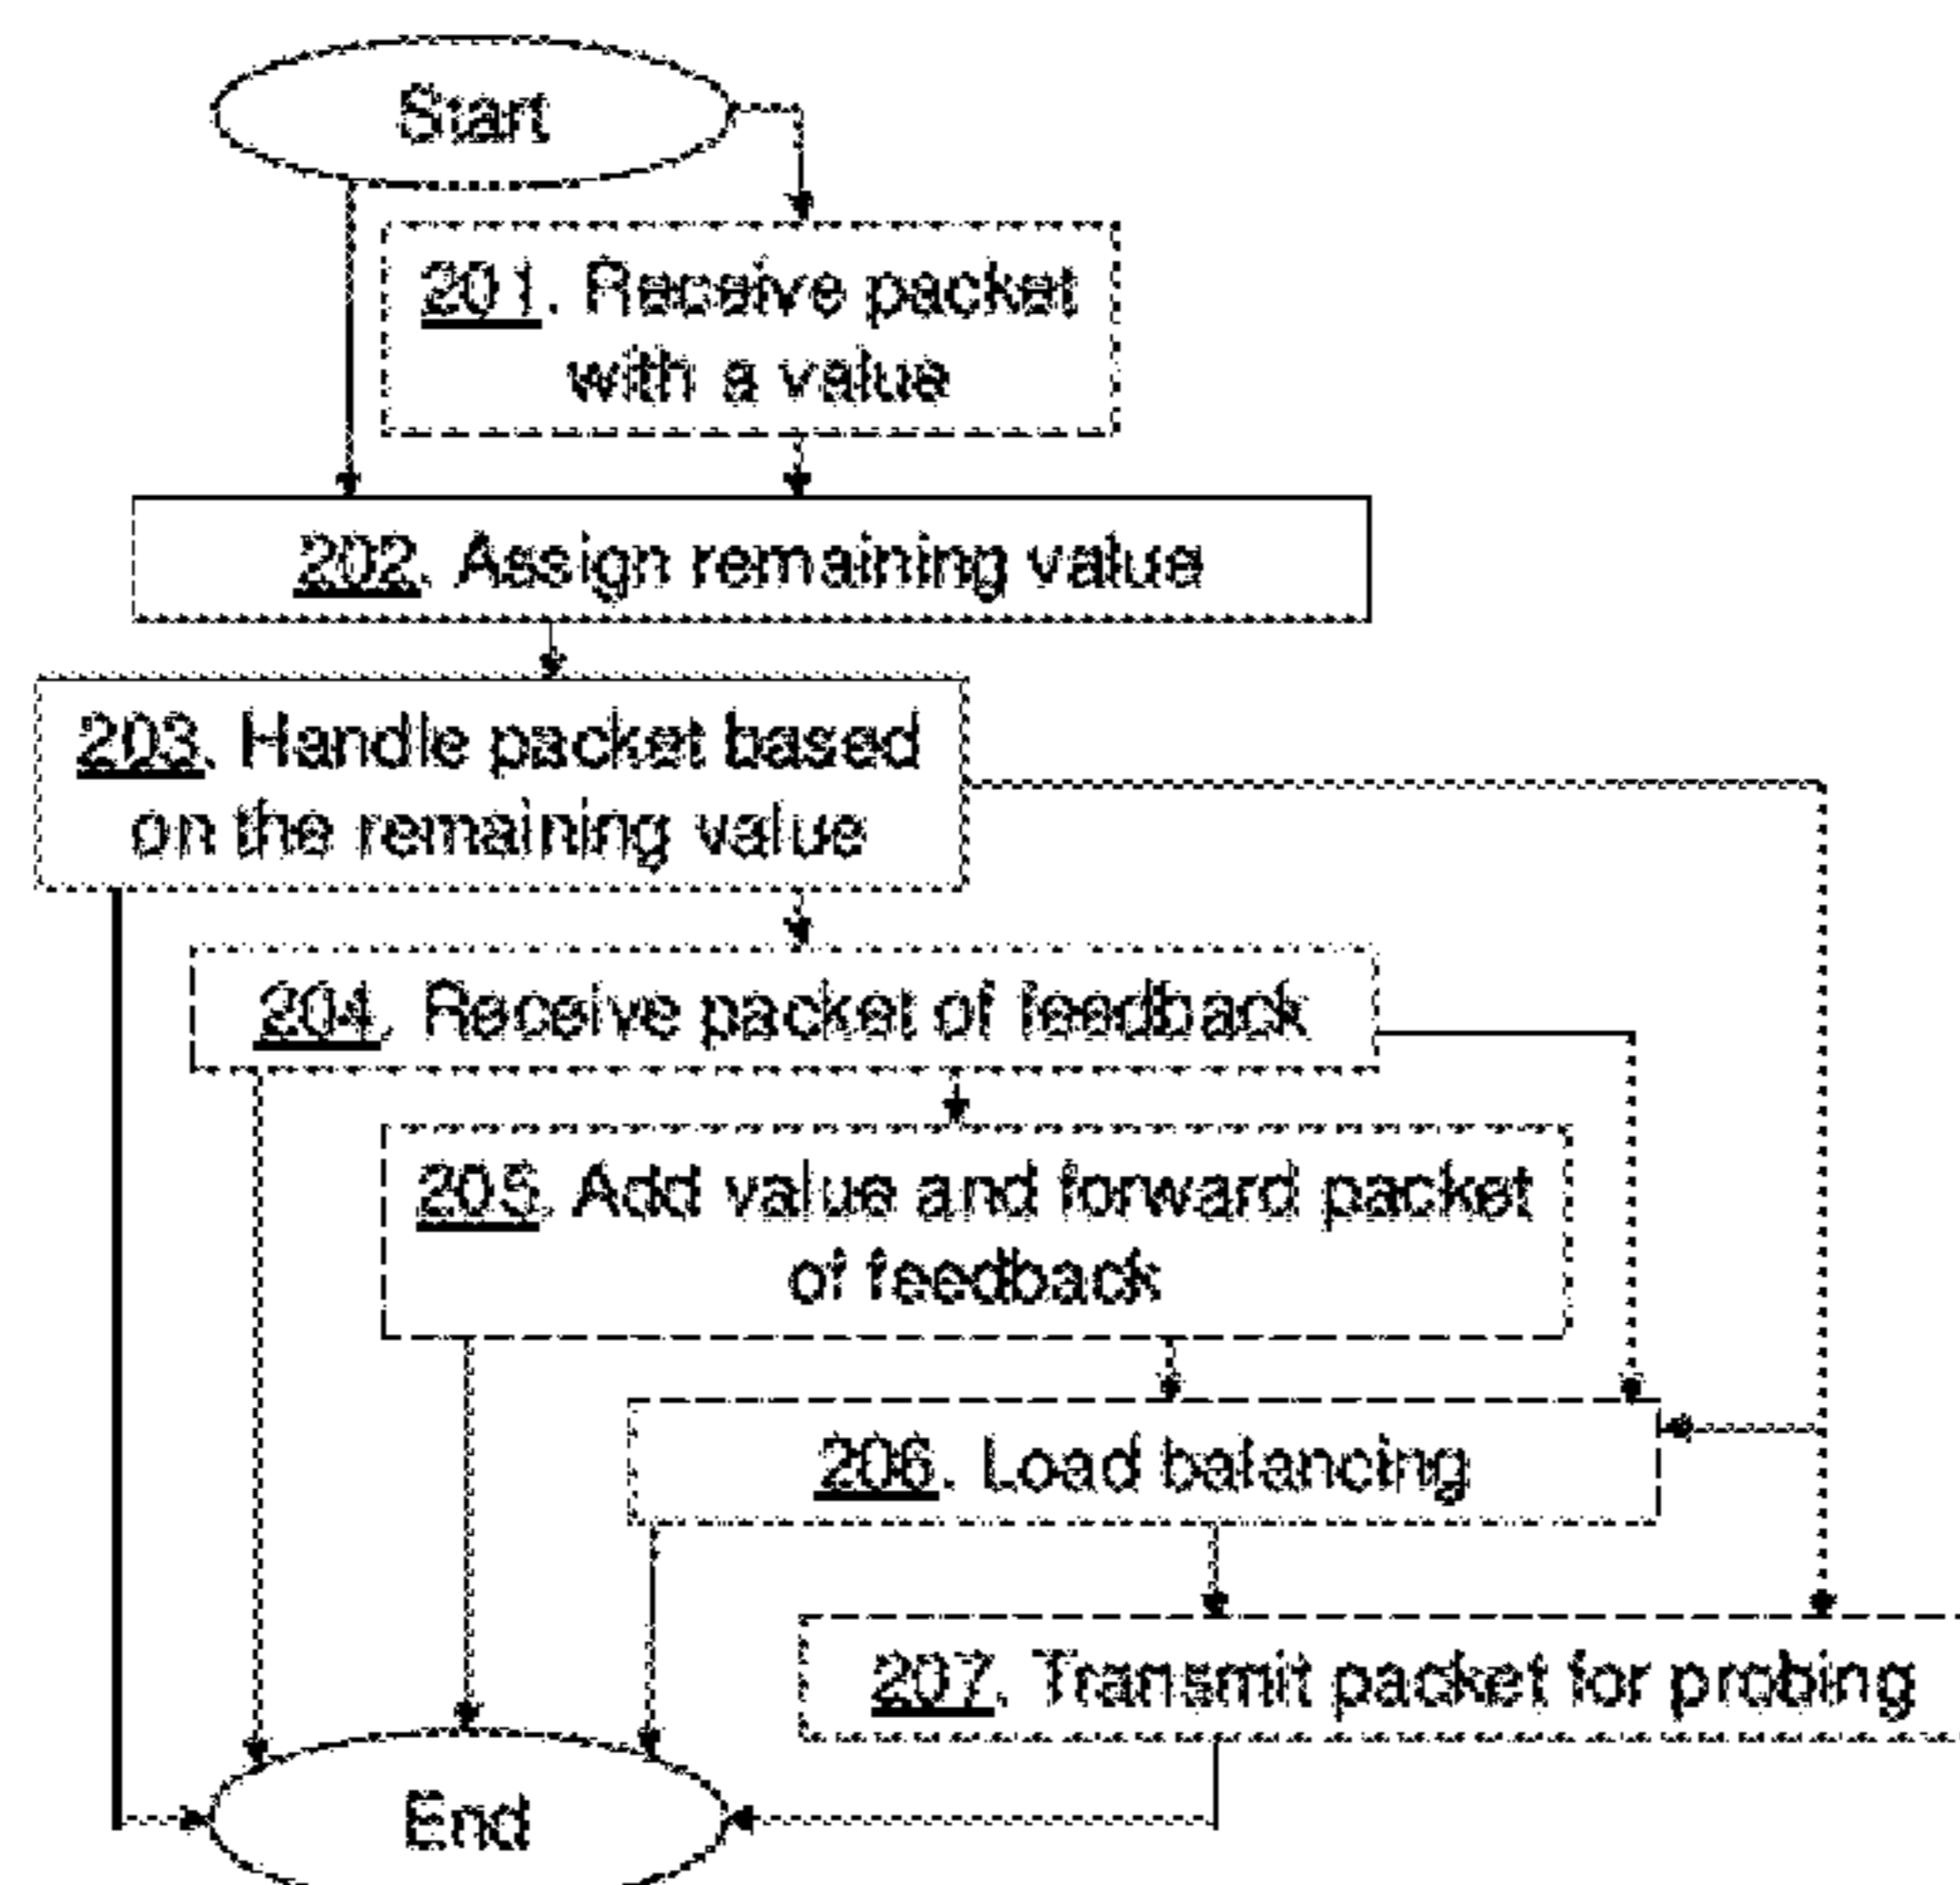 Start
201. Receive packet
with a value
202. Assign remaining value
203. Handle packet based
on the remaining value
204. Receive packet of feedback
205. Add value and forward packet
of feedback
206. Load balancing
207. Transmit packet for probing
End